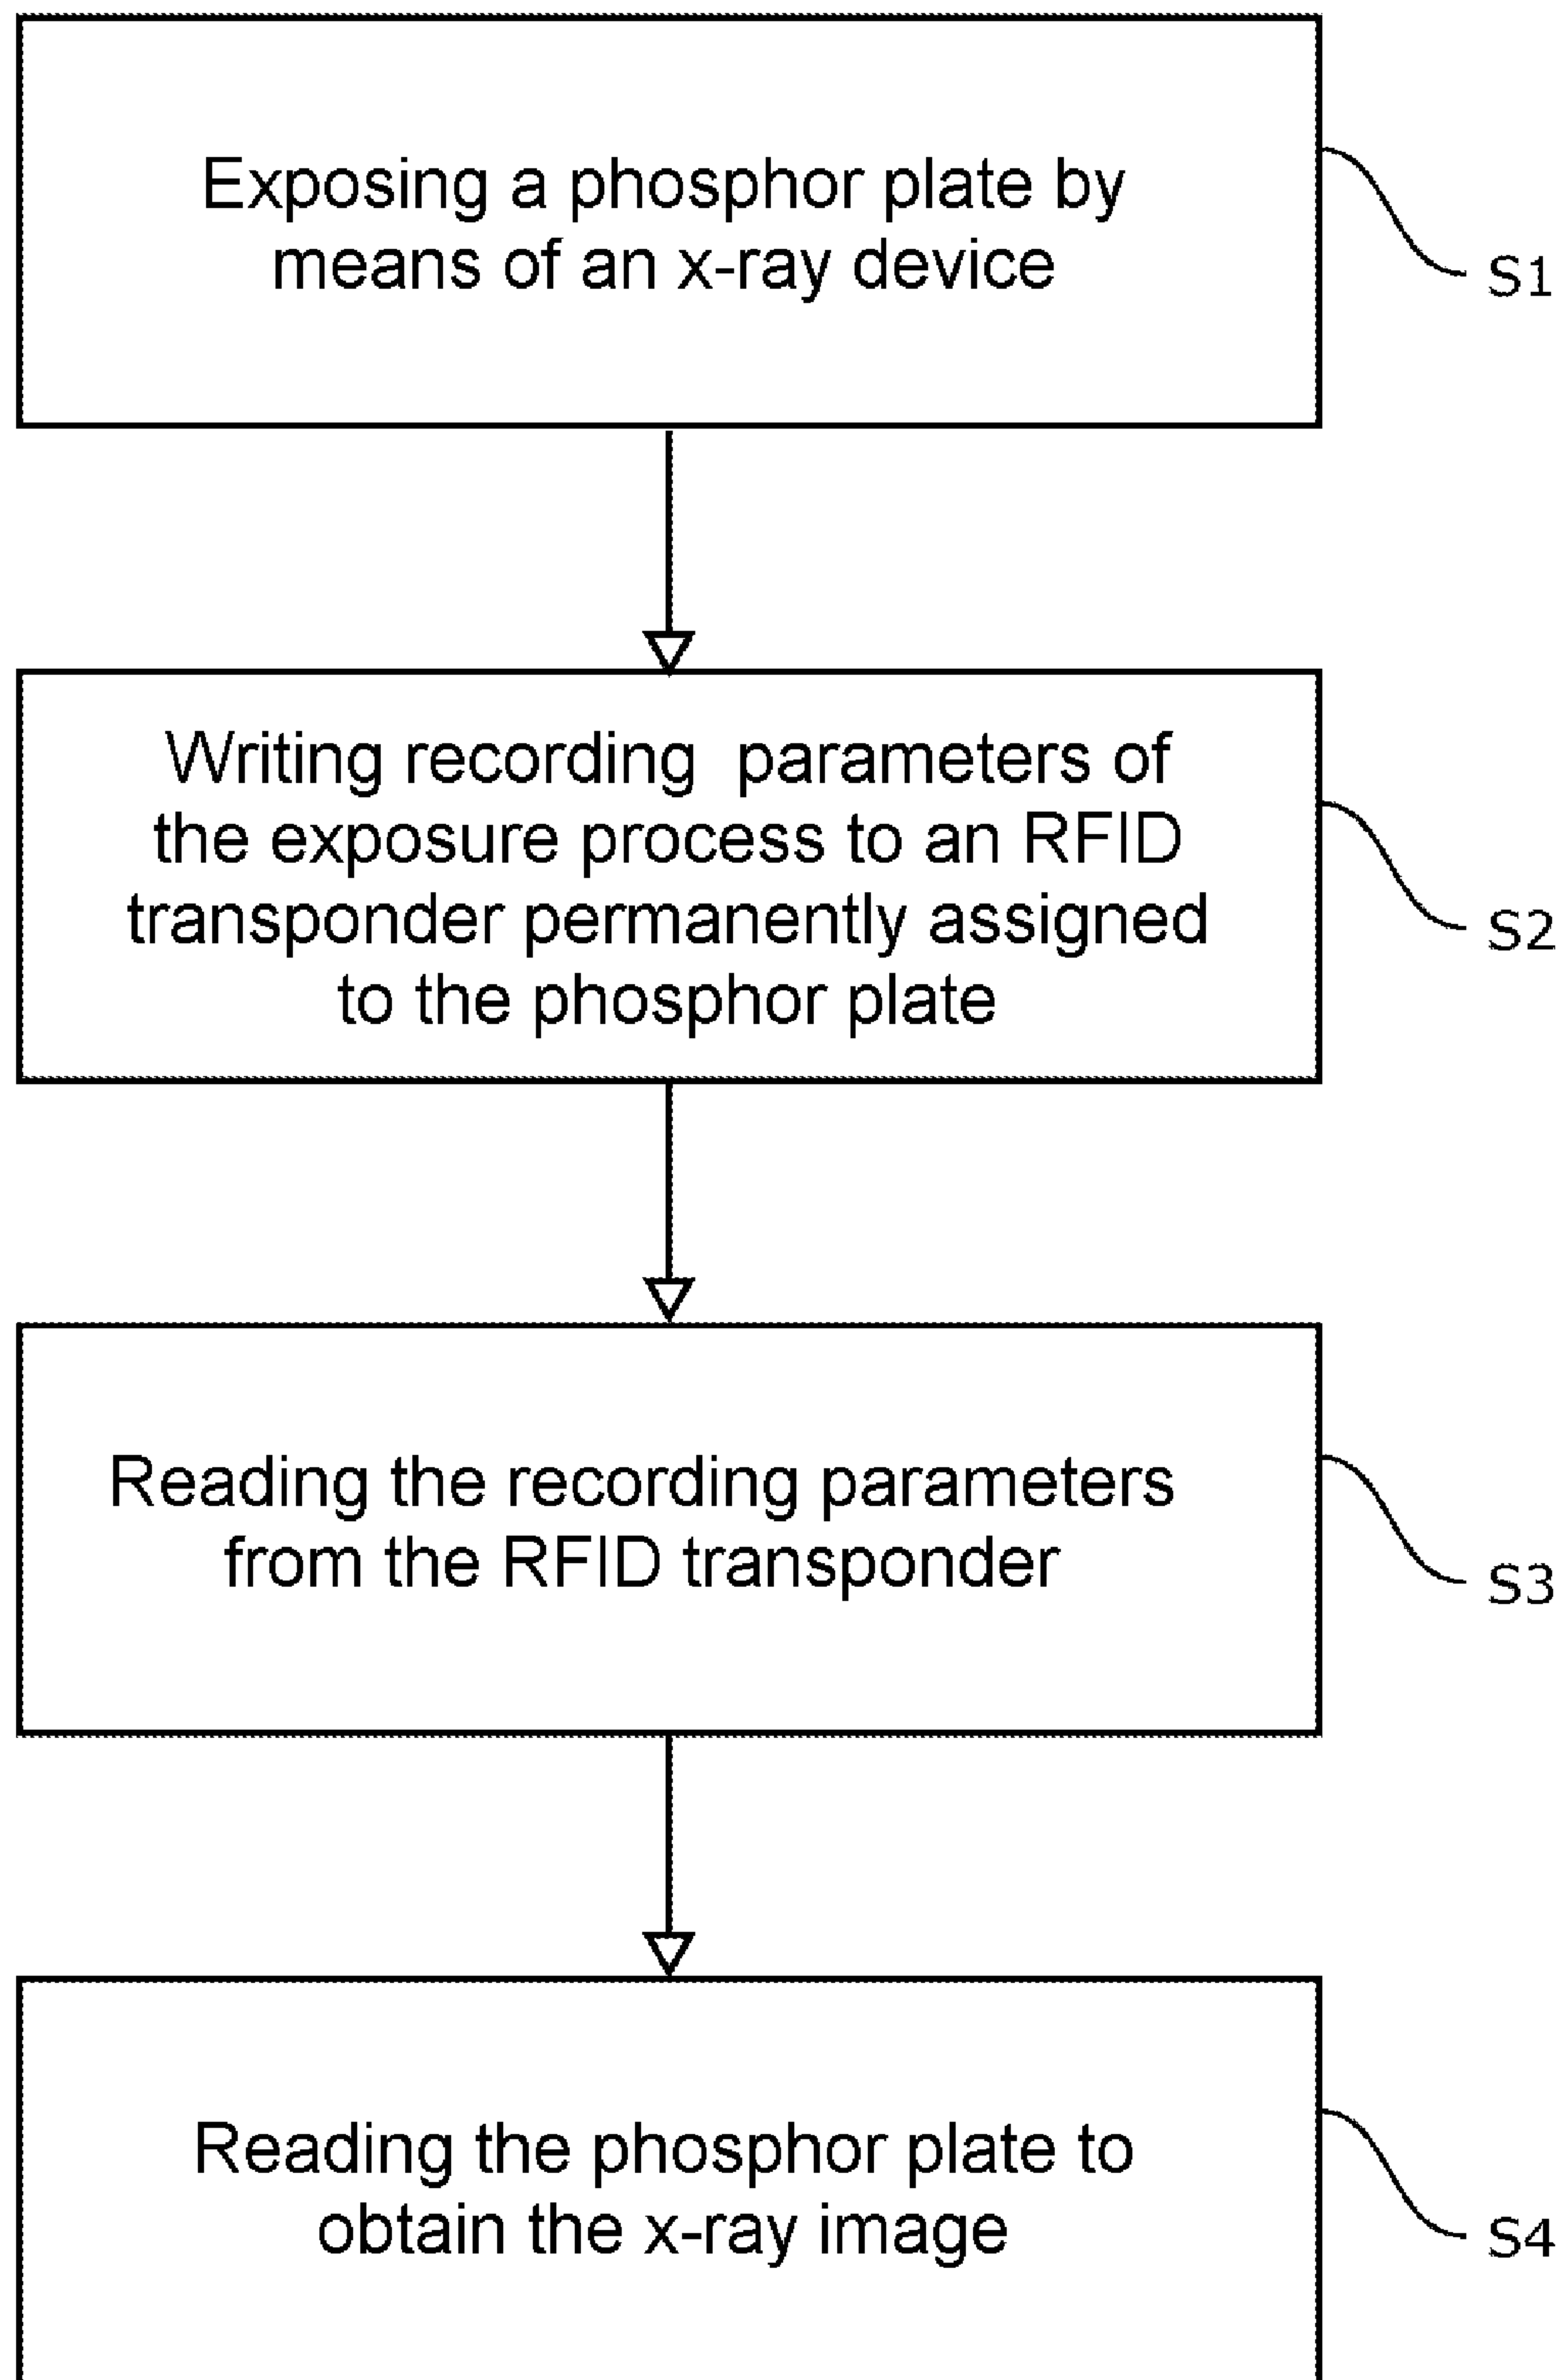 Exposing a phosphor plate by
means of an x-ray device
S1
Writing recording  parameters of
the exposure process to an RFID
transponder permanently assigned
to the phosphor plate
S2
Reading the recording parameters
from the RFID transponder
S3
Reading the phosphor plate to
obtain the x-ray image
S4